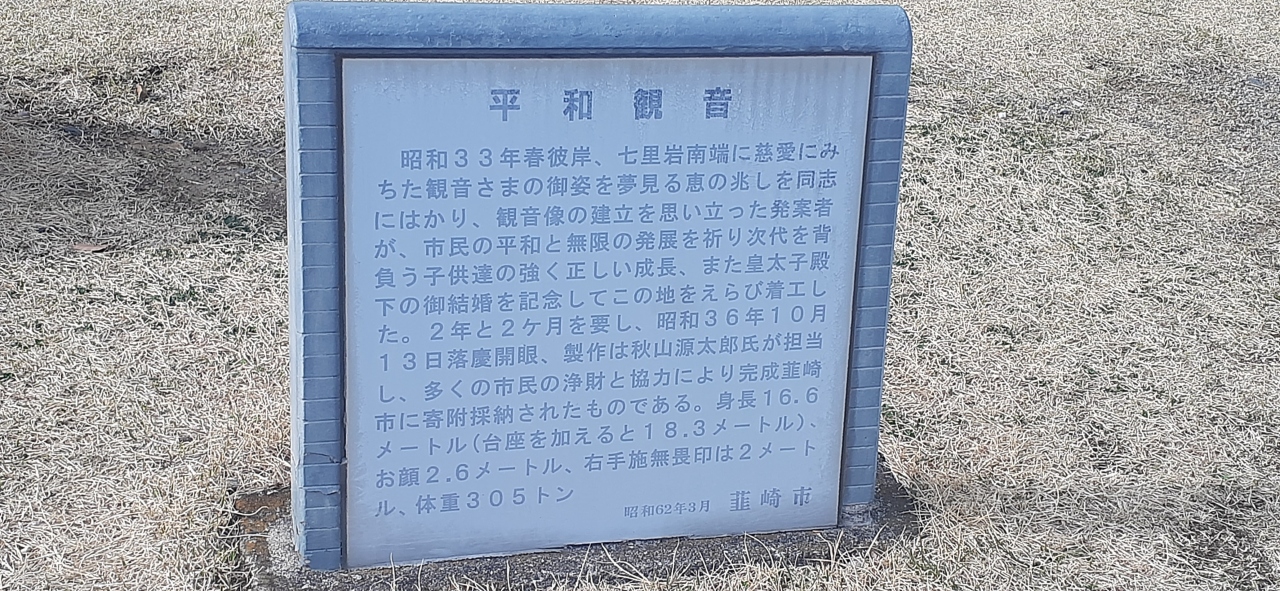 平和観音
昭和３３年春彼岸、七里岩南端に慈愛にみ
ちた観音さまの御姿を夢見る恵の兆しを同志
にはかり、観音像の建立を思い立った発案者
が、市民の平和と無限の発展を祈り次代を背
負う子供達の強く正しい成長、また皇太子殿
下の御結婚を記念してこの地をえらび着工し
た。２年と２ケ月を要し、昭和３６年１０月
１３日落慶開眼、製作は秋山源太郎氏が担当
し、多くの市民の浄財と協力により完成韮崎
市に寄附採納されたものである。身長１６.６
メートル（台座を加えると１８.３メートル）、
お顔２.６メートル、右手施無畏印は２メート
ル、体重３０５トン
昭和62年3月 韮崎市